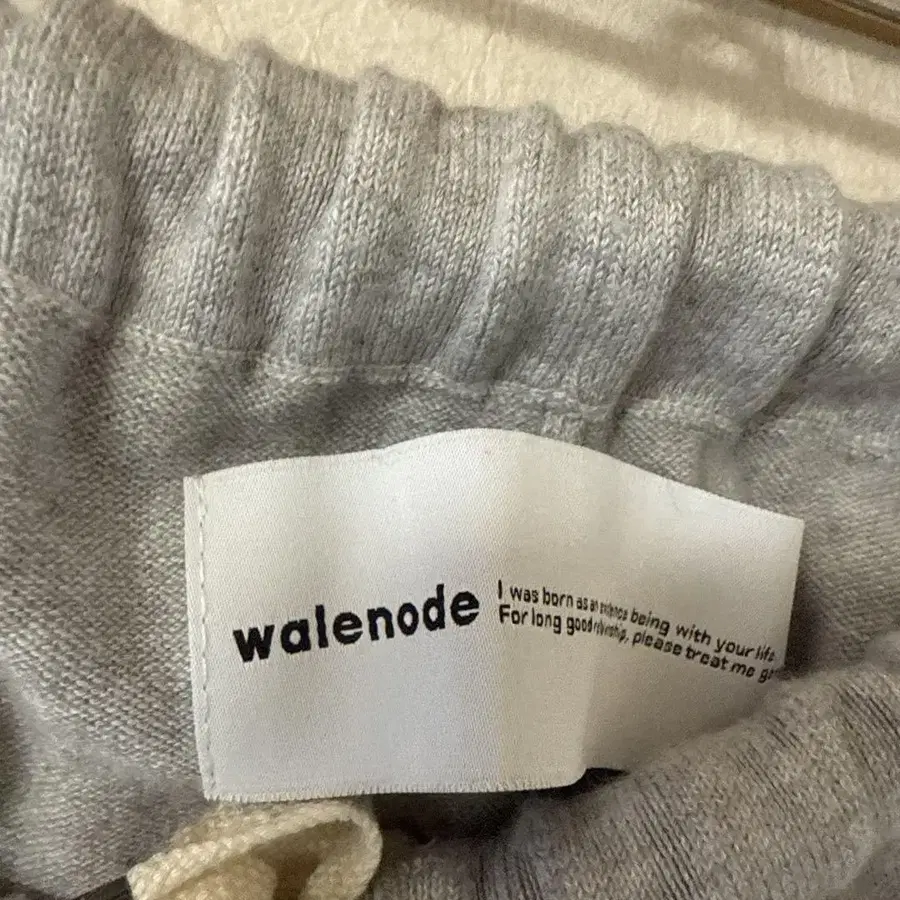 walenode
I was born as an existence being with your life.
For long good relationship, please treat me